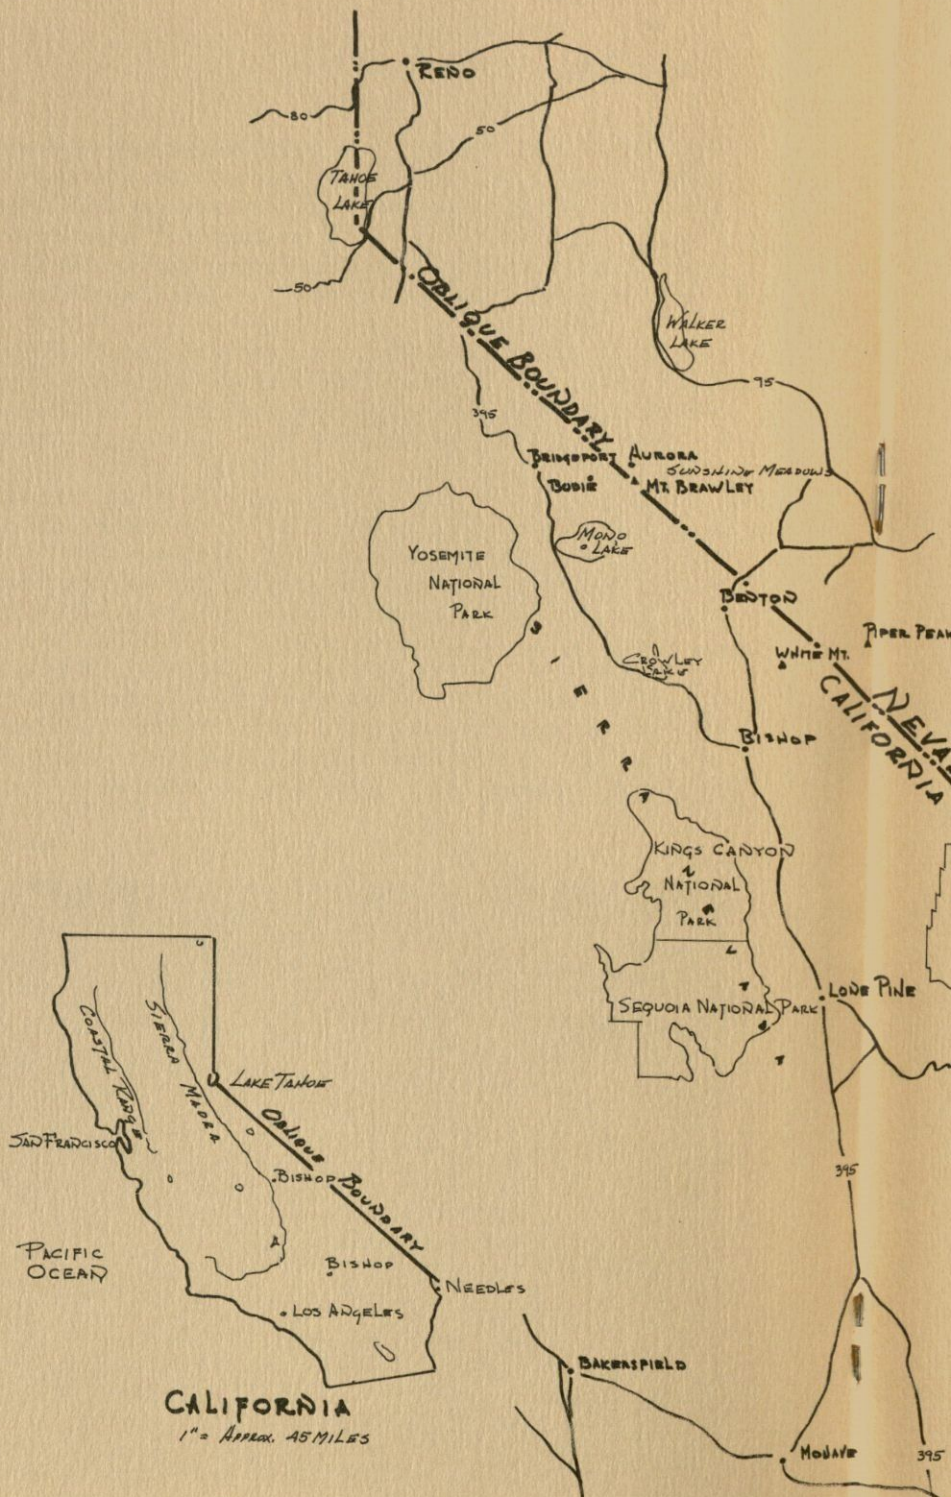 RENO
80
50
TAHOE
LAKE
50
OBLIQUE BOUNDARY
WALKER
LAKE
95
395
BRIDGEPORT
AURORA
SUNSHINE MEADOWS
BODIE
MT. BRAWLEY
MONO
LAKE
YOSEMITE
NATIONAL
PARK
BENTON
PIPER PEAK
WHITE MT.
CROWLEY
LAKE
NEVA
CALIFORNIA
BISHOP
SIERRA
KINGS CANYON
NATIONAL
PARK
SEQUOIA NATIONAL PARK
LONE PINE
395
COASTAL RANGE
SIERRA MADRA
LAKE TAHOE
OBLIQUE BOUNDARY
SAN FRANCISCO
BISHOP
PACIFIC
OCEAN
BISHOP
NEEDLES
LOS ANGELES
CALIFORNIA
1" = APPROX. 45 MILES
BAKERSFIELD
MOJAVE
395